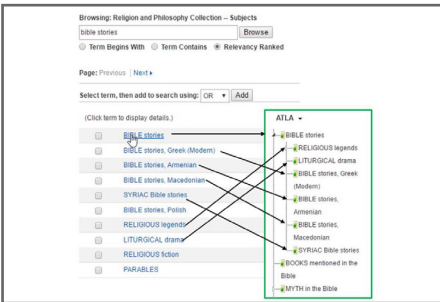 Browsing: Religion and Philosophy Collection -- Subjects
bible stories
Browse
Term Begins With Term Contains Relevancy Ranked
Page: Previous | Next
Select term, then add to search using: OR Add
(Click term to display details.)
BIBLE stories
BIBLE stories, Greek (Modern)
BIBLE stories, Armenian
BIBLE stories, Macedonian
SYRIAC Bible stories
BIBLE stories, Polish
RELIGIOUS legends
LITURGICAL drama
RELIGIOUS fiction
PARABLES
ATLA
BIBLE stories
RELIGIOUS legends
LITURGICAL drama
BIBLE stories, Greek
(Modern)
BIBLE stories,
Armenian
BIBLE stories,
Macedonian
SYRIAC Bible stories
BOOKS mentioned in the
Bible
MYTH in the Bible